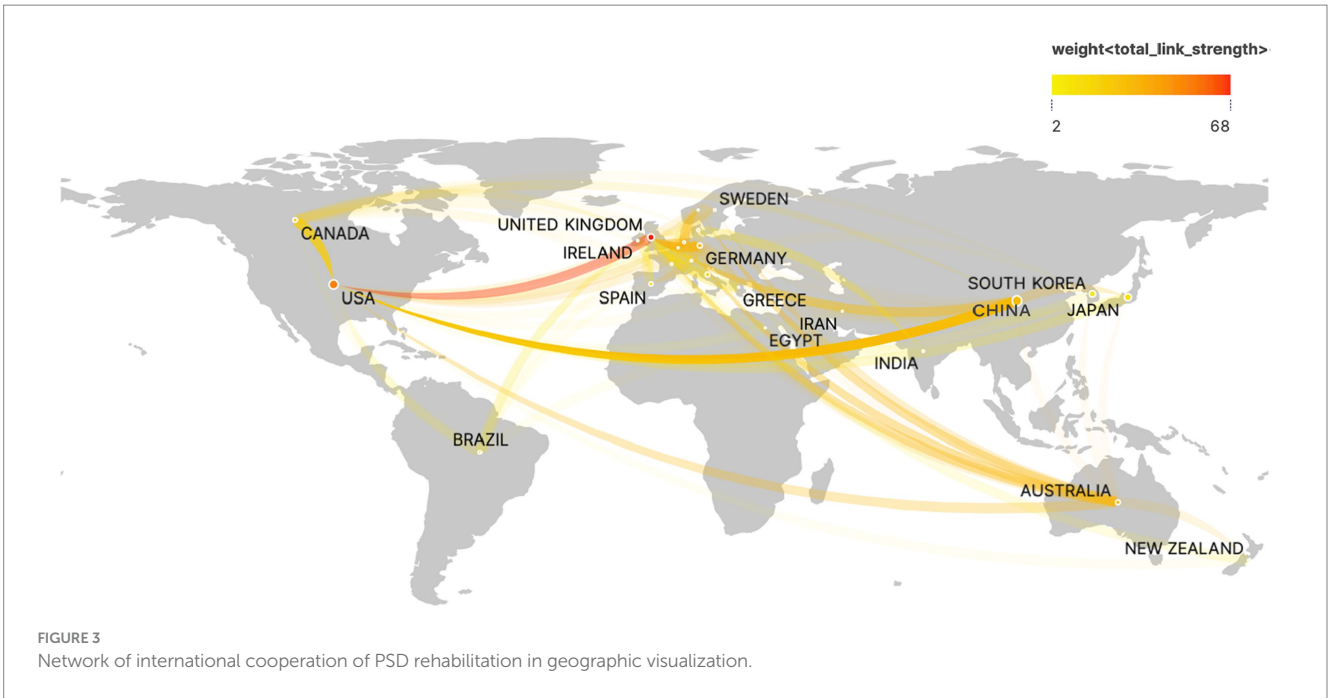 weight<total_link_strength>
2 68
SWEDEN
UNITED KINGDOM
CANADA
IRELAND
GERMANY
SOUTH KOREA
USA
SPAIN
GREECE
CHINA
JAPAN
IRAN
EGYPT
INDIA
BRAZIL
AUSTRALIA
NEW ZEALAND
FIGURE 3
Network of international cooperation of PSD rehabilitation in geographic visualization.